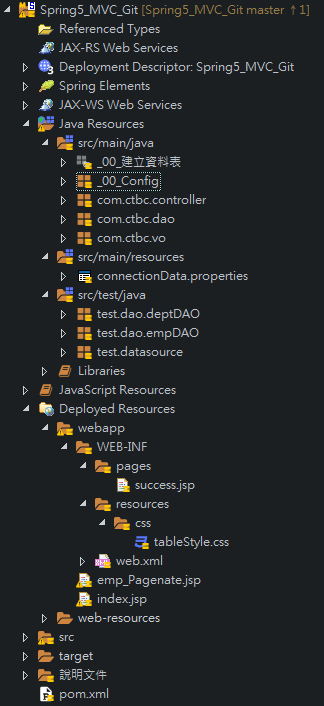 Spring5_MVC_Git [Spring5_MVC_Git master ↑1]
Referenced Types
JAX-RS Web Services
Deployment Descriptor: Spring5_MVC_Git
Spring Elements
JAX-WS Web Services
Java Resources
src/main/java
_00_建立資料表
_00_Config
com.ctbc.controller
com.ctbc.dao
com.ctbc.vo
src/main/resources
connectionData.properties
src/test/java
test.dao.deptDAO
test.dao.empDAO
test.datasource
Libraries
JavaScript Resources
Deployed Resources
webapp
WEB-INF
pages
success.jsp
resources
css
tableStyle.css
web.xml
emp_Pagenate.jsp
index.jsp
web-resources
src
target
說明文件
pom.xml